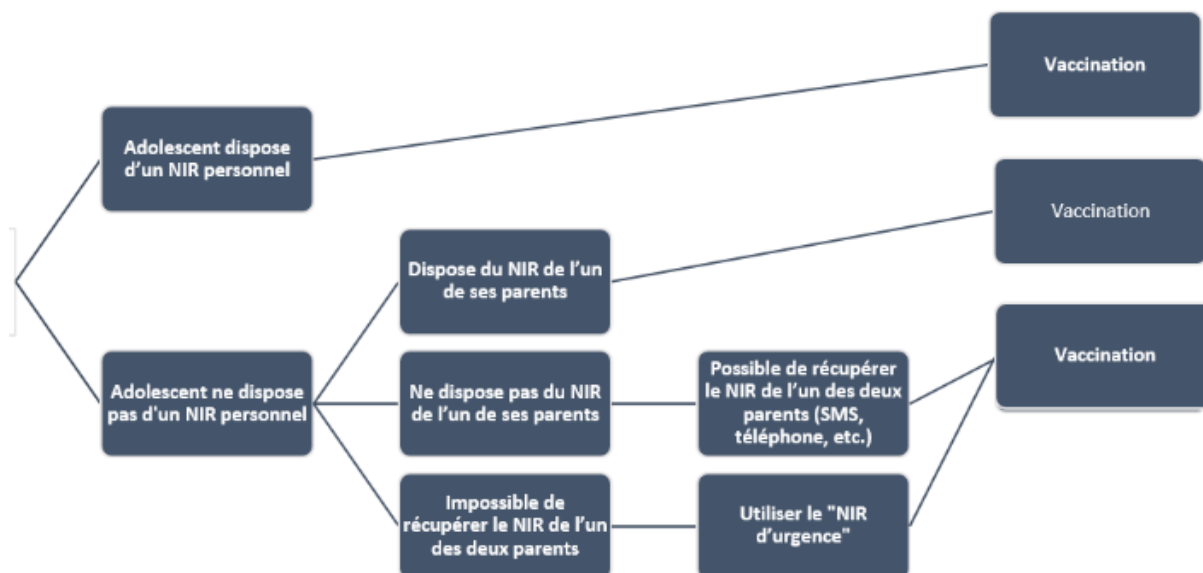 Vaccination
Adolescent dispose
d’un NIR personnel
Vaccination
Dispose du NIR de l’un
de ses parents
Vaccination
Adolescent ne dispose
pas d'un NIR personnel
Ne dispose pas du NIR
de l’un de ses parents
Possible de récupérer
le NIR de l’un des deux
parents (SMS,
téléphone, etc.)
Impossible de
récupérer le NIR de l’un
des deux parents
Utiliser le "NIR
d’urgence"